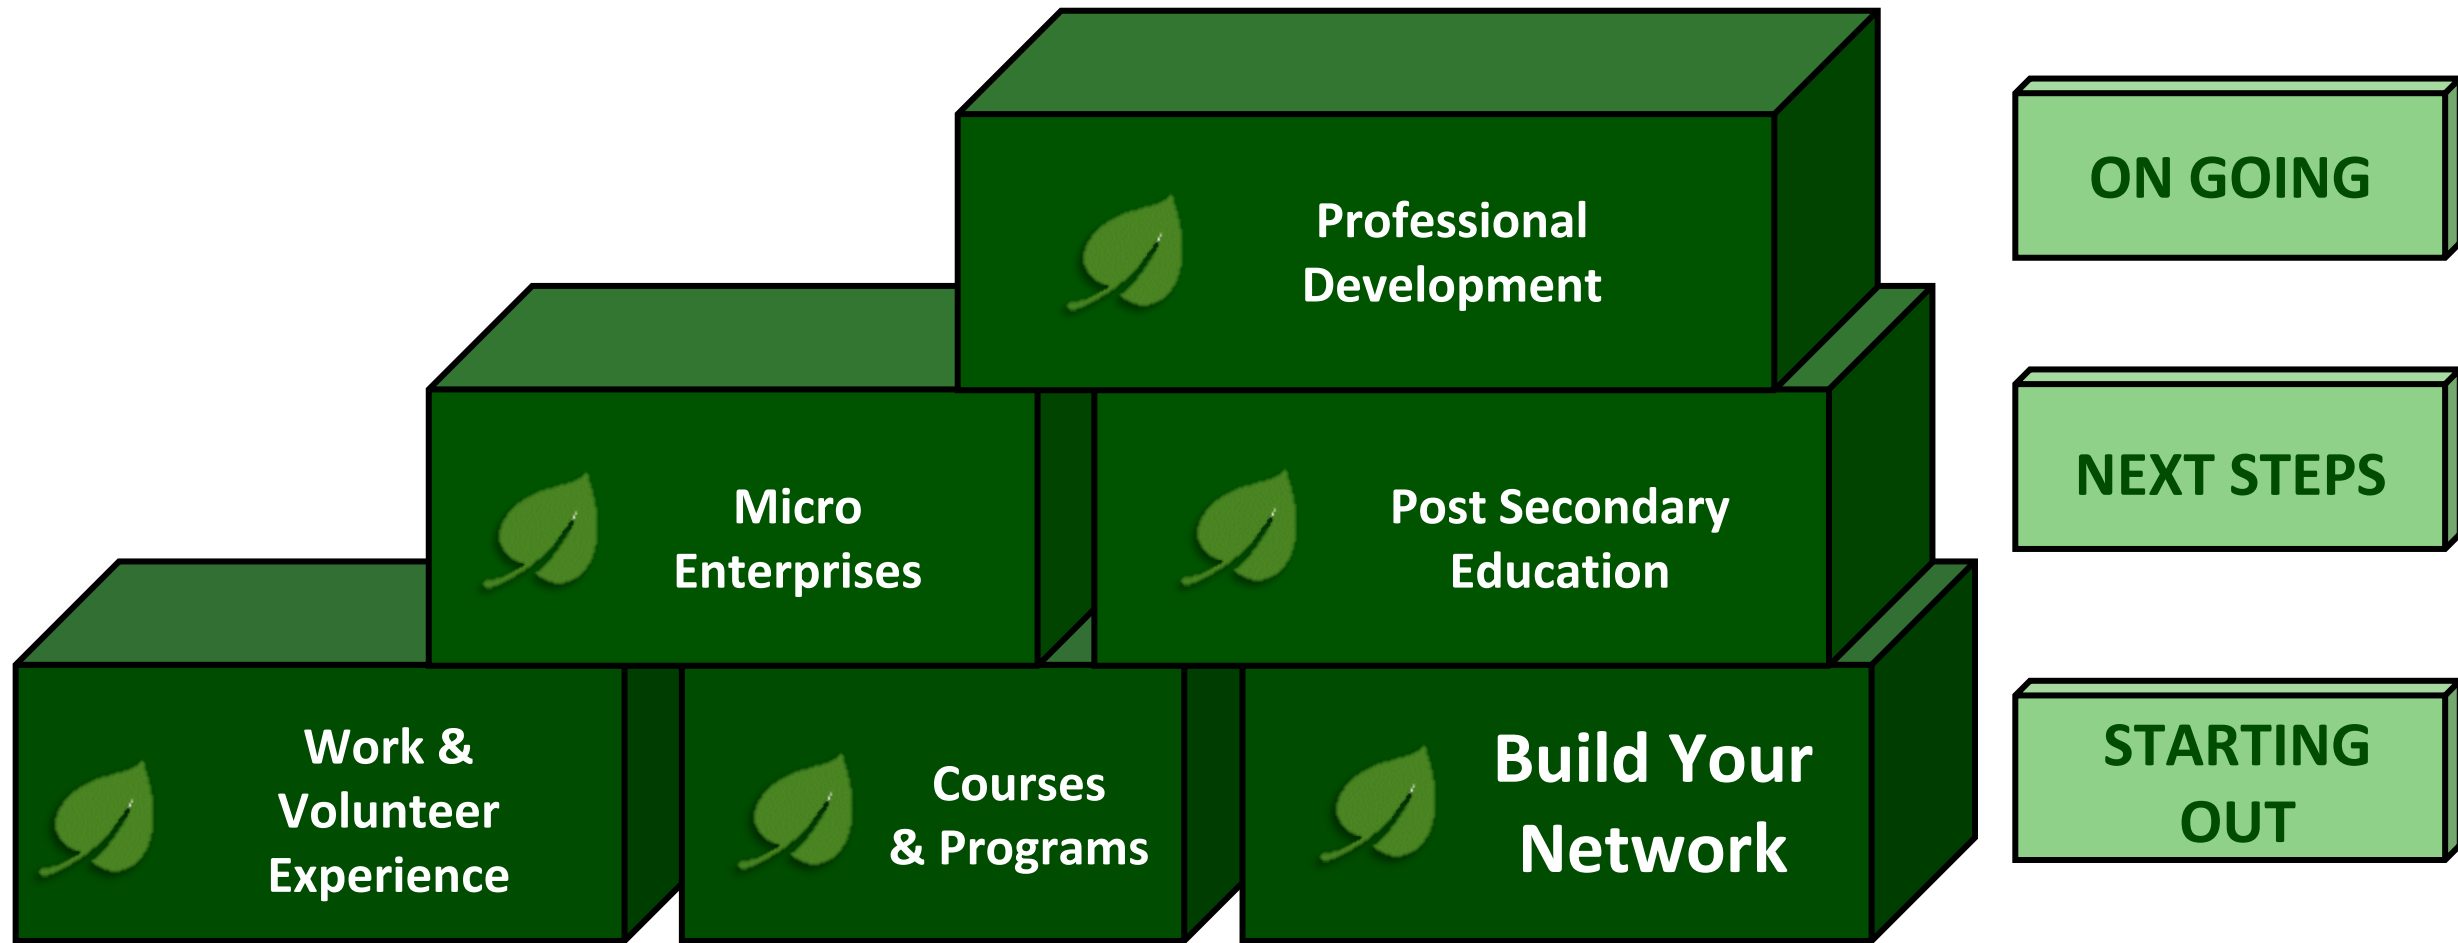 Professional
Development
ON GOING
Micro
Enterprises
Post Secondary
Education
NEXT STEPS
Work &
Volunteer
Experience
Courses
& Programs
Build Your
Network
STARTING
OUT